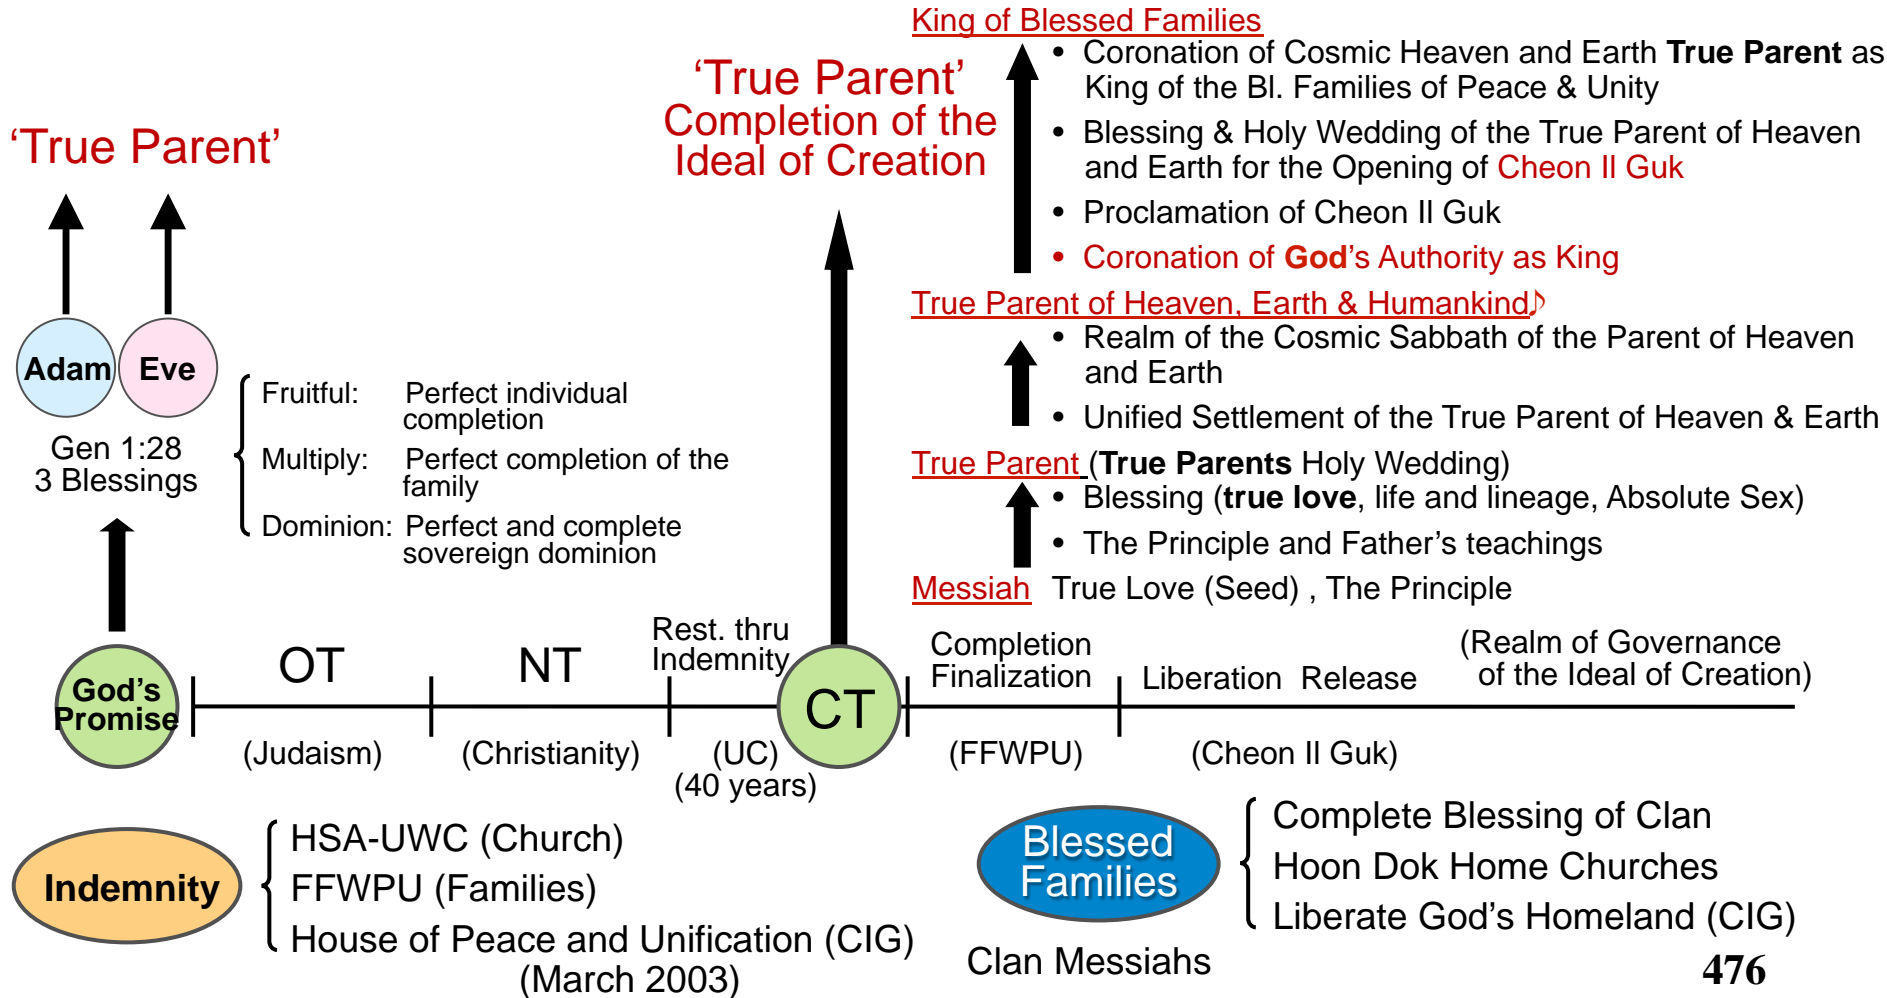 King of Blessed Families
• Coronation of Cosmic Heaven and Earth True Parent as
King of the Bl. Families of Peace & Unity
• Blessing & Holy Wedding of the True Parent of Heaven
and Earth for the Opening of Cheon Il Guk
• Proclamation of Cheon Il Guk
• Coronation of God's Authority as King
True Parent of Heaven, Earth & Humankind♪
• Realm of the Cosmic Sabbath of the Parent of Heaven
and Earth
• Unified Settlement of the True Parent of Heaven & Earth
True Parent (True Parents Holy Wedding)
• Blessing (true love, life and lineage, Absolute Sex)
• The Principle and Father's teachings
Messiah True Love (Seed) , The Principle
'True Parent'
Completion of the
Ideal of Creation
'True Parent'
Adam
Eve
Gen 1:28
3 Blessings
Fruitful: Perfect individual
completion
Multiply: Perfect completion of the
family
Dominion: Perfect and complete
sovereign dominion
God's
Promise
OT
(Judaism)
NT
(Christianity)
Rest. thru
Indemnity
(UC)
(40 years)
CT
Completion
Finalization
(FFWPU)
Liberation Release
(Cheon Il Guk)
(Realm of Governance
of the Ideal of Creation)
Indemnity
HSA-UWC (Church)
FFWPU (Families)
House of Peace and Unification (CIG)
(March 2003)
Blessed
Families
Clan Messiahs
Complete Blessing of Clan
Hoon Dok Home Churches
Liberate God's Homeland (CIG)
476